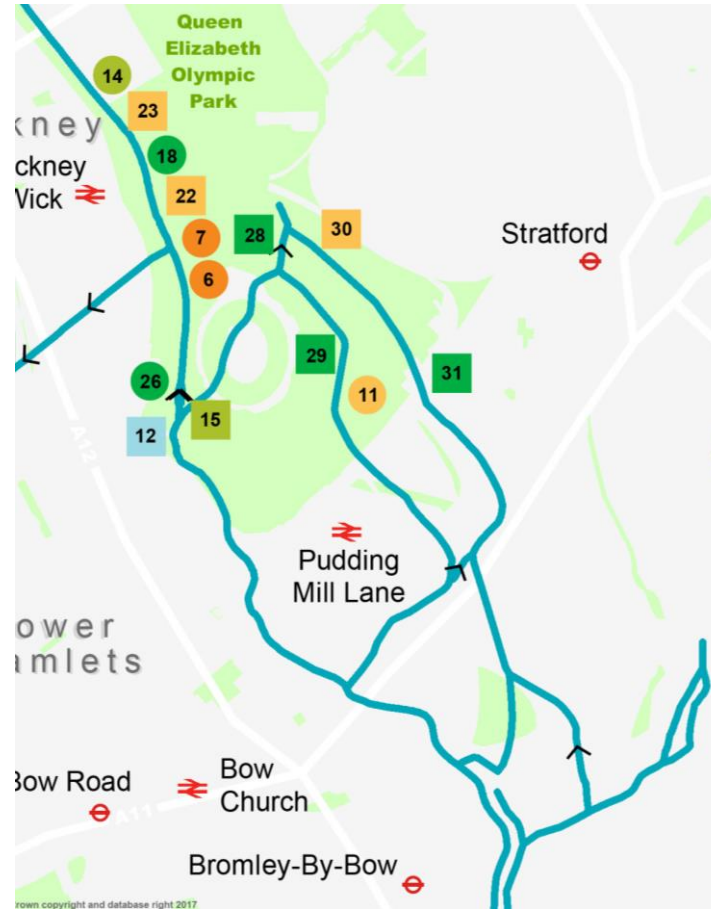 Queen
Elizabeth
Olympic
Park
14
23
kney
18
ckney
Wick
22
7
28
30
Stratford
6
29
31
26
11
15
12
A12
Pudding
Mill Lane
ower
amlets
Bow
Church
Bow Road
A11
Bromley-By-Bow
rown copyright and database right 2017